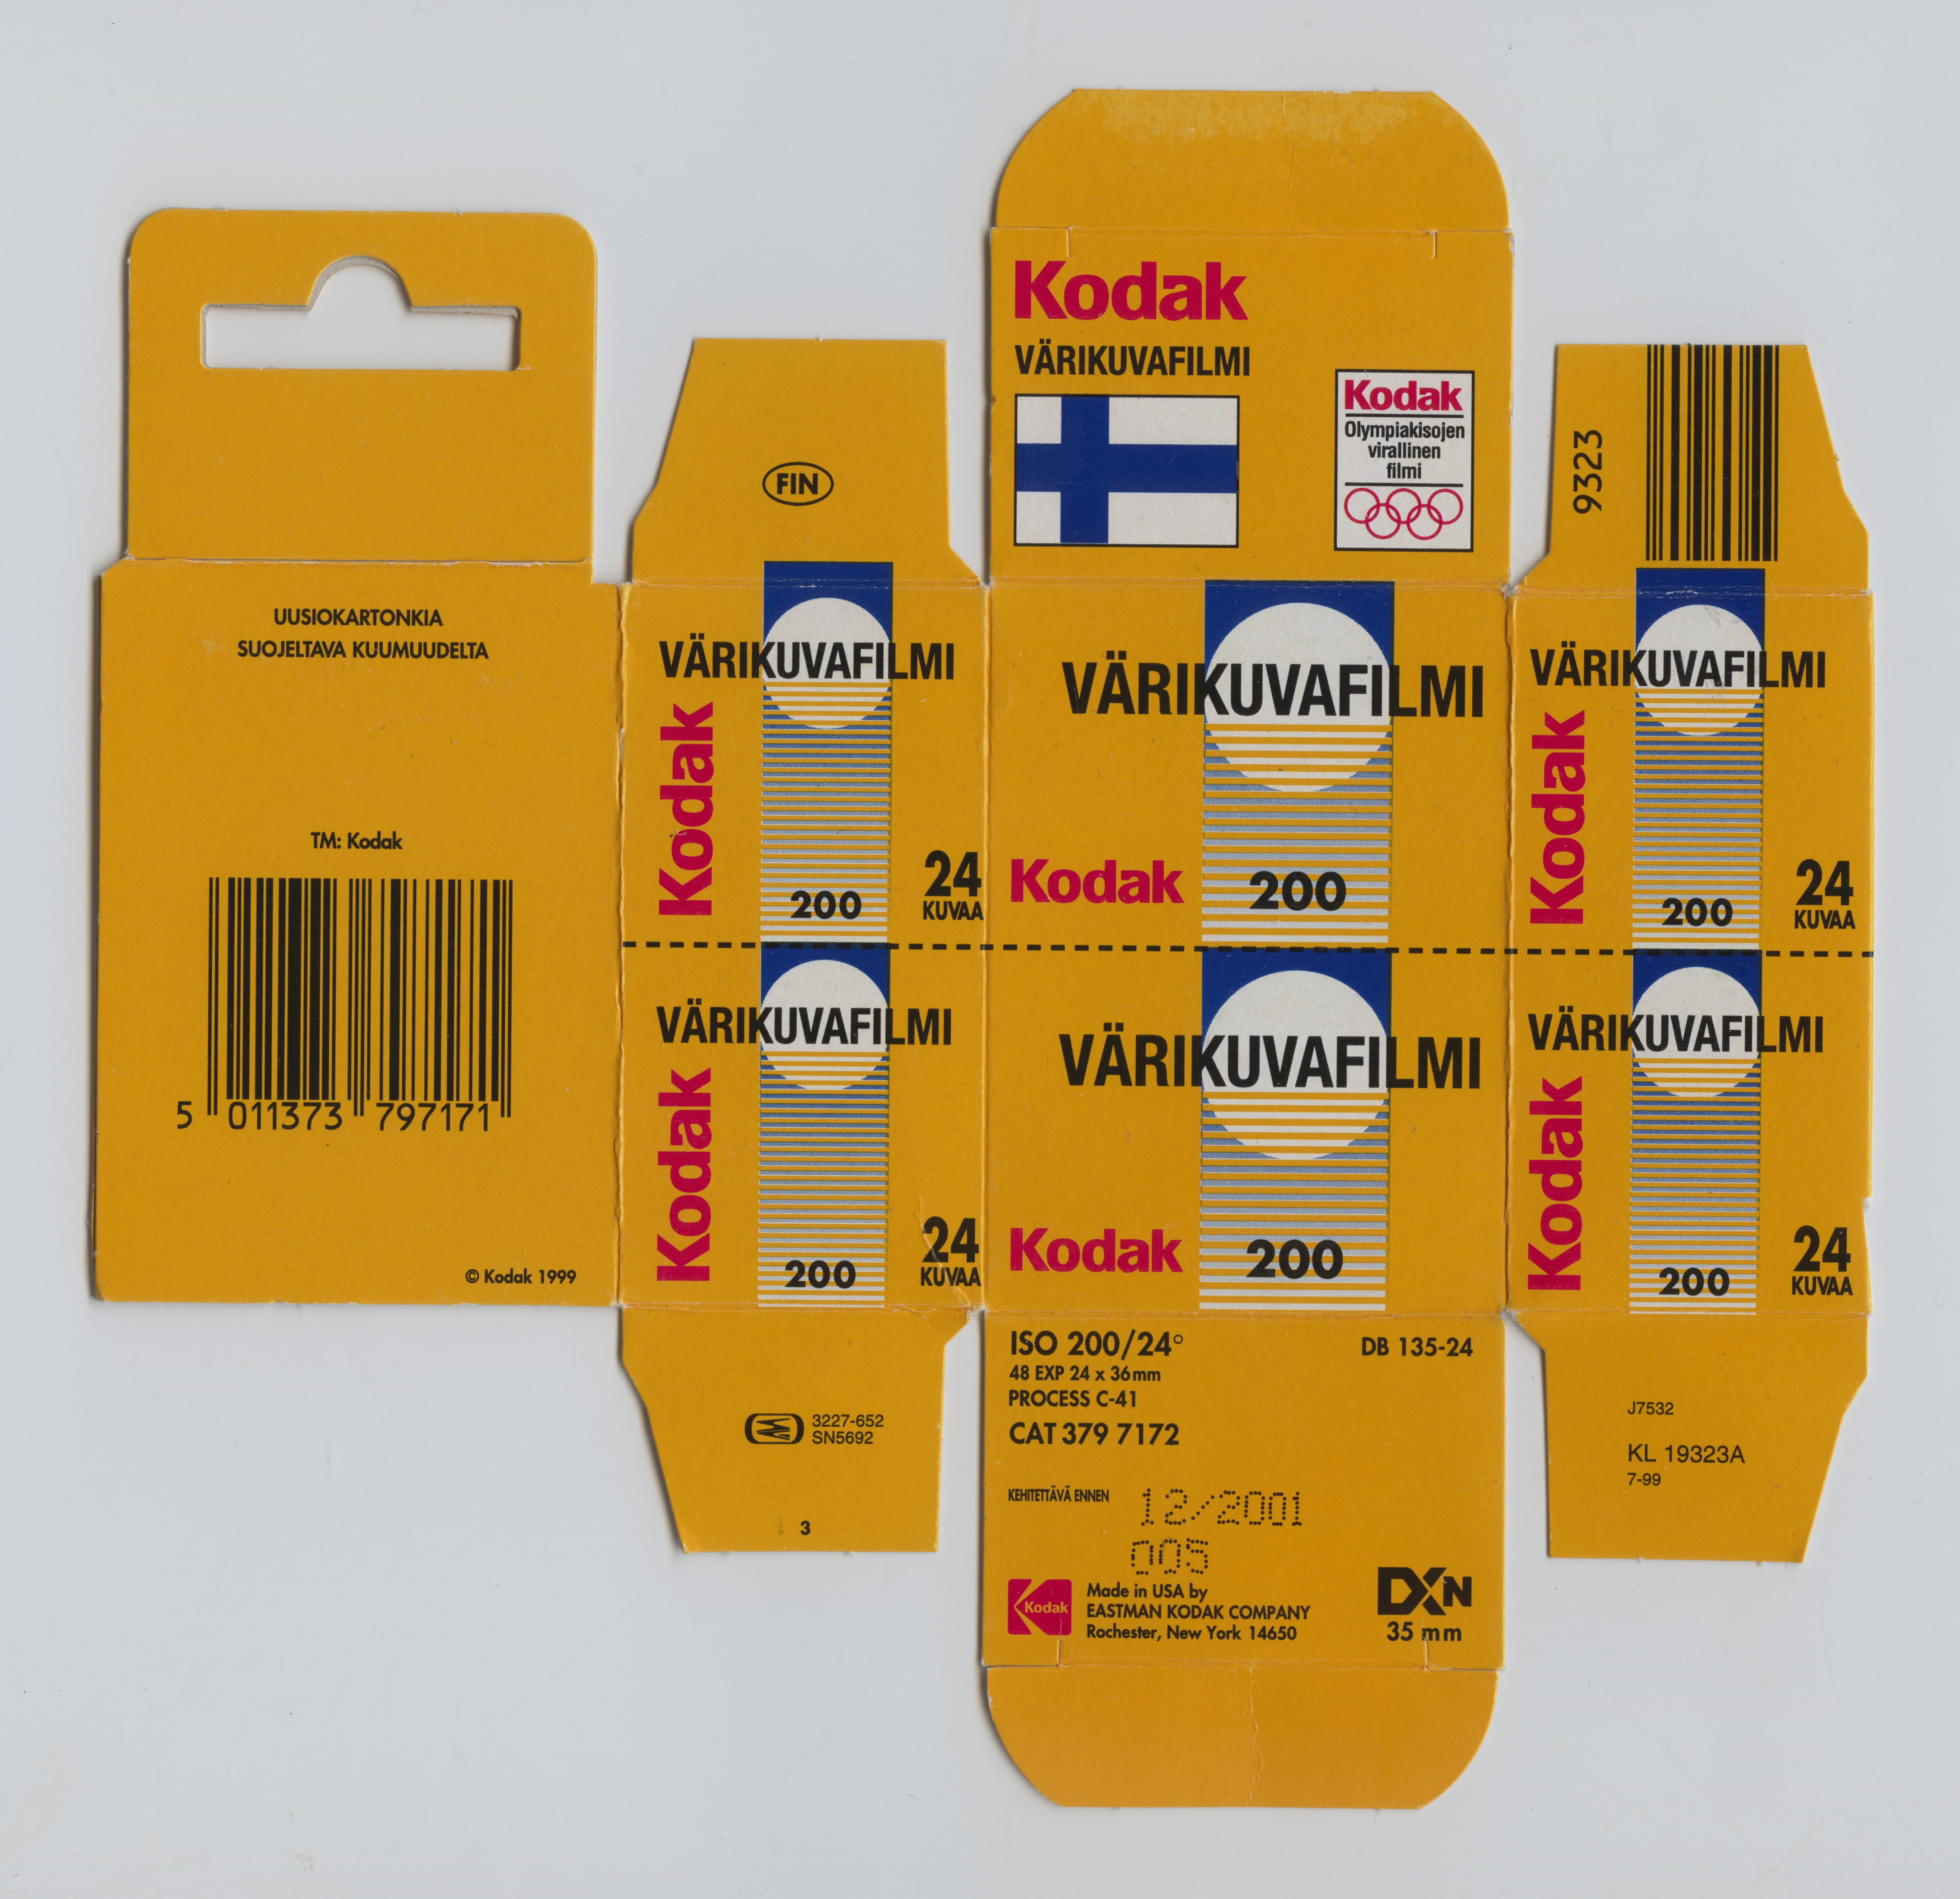 UUSIOKARTONKIA
SUOJELTAVA KUUMUUDELTA
TM: Kodak
5 011373 797171
© Kodak 1999
FIN
VÄRIKUVAFILMI
Kodak
200
24
KUVAA
VÄRIKUVAFILMI
Kodak
200
24
KUVAA
3227-652
SN5692
3
Kodak
VÄRIKUVAFILMI
Kodak
Olympiakisojen
virallinen
filmi
VÄRIKUVAFILMI
Kodak
200
VÄRIKUVAFILMI
Kodak
200
ISO 200/24°
DB 135-24
48 EXP 24 x 36mm
PROCESS C-41
CAT 379 7172
KEHITETTÄVÄ ENNEN 12/2001
005
Kodak
Made in USA by
EASTMAN KODAK COMPANY
Rochester, New York 14650
DXN
35 mm
9323
VÄRIKUVAFILMI
Kodak
200
24
KUVAA
VÄRIKUVAFILMI
Kodak
200
24
KUVAA
J7532
KL 19323A
7-99